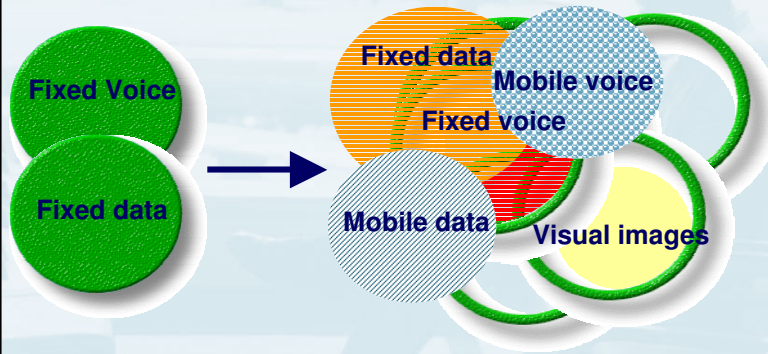 Fixed Voice
Fixed data
Fixed data
Mobile voice
Fixed voice
Mobile data
Visual images